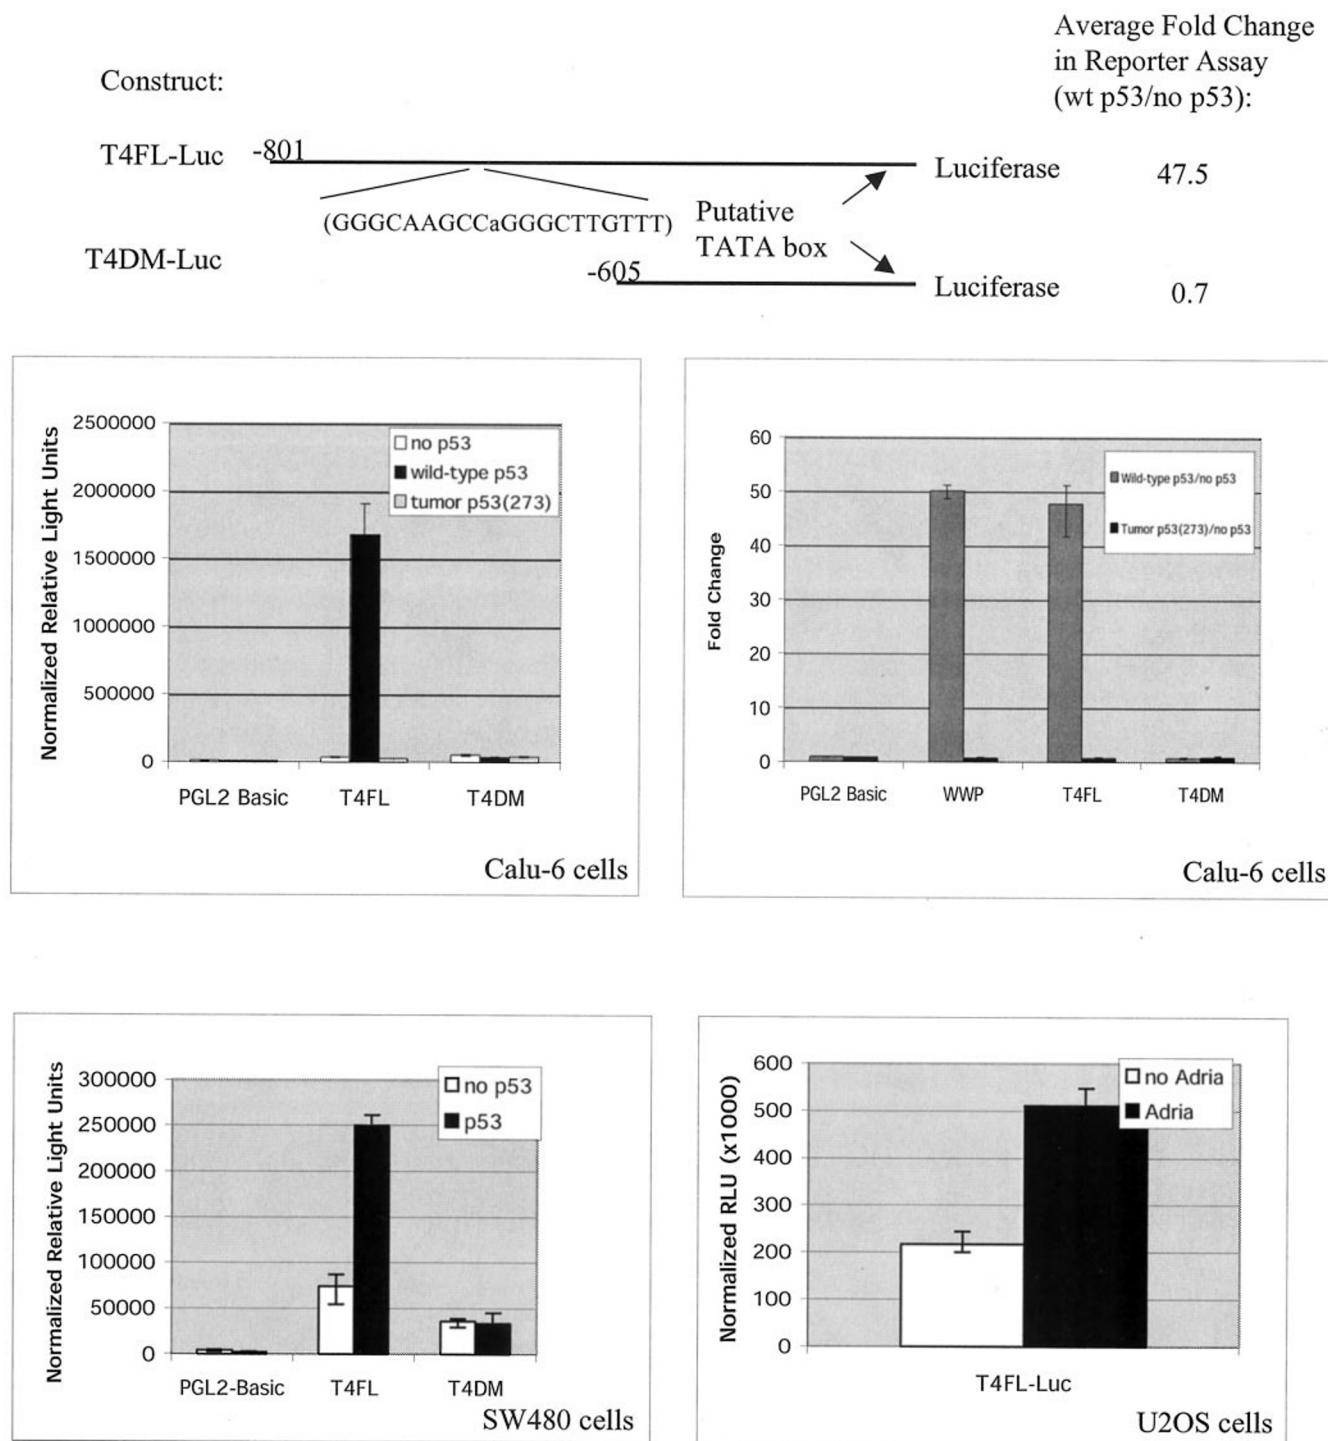 Construct:
Average Fold Change
in Reporter Assay
(wt p53/no p53):
T4FL-Luc
-801
Luciferase
47.5
(GGGCAAGCCaGGGCTTGTTT)
Putative
TATA box
T4DM-Luc
-605
Luciferase
0.7
Normalized Relative Light Units
2500000
2000000
1500000
1000000
500000
0
no p53
wild-type p53
tumor p53(273)
PGL2 Basic
T4FL
T4DM
Calu-6 cells
Fold Change
60
50
40
30
20
10
0
Wild-type p53/no p53
Tumor p53(273)/no p53
PGL2 Basic
WWP
T4FL
T4DM
Calu-6 cells
Normalized Relative Light Units
300000
250000
200000
150000
100000
50000
0
no p53
p53
PGL2-Basic
T4FL
T4DM
SW480 cells
Normalized RLU (x1000)
600
500
400
300
200
100
0
no Adria
Adria
T4FL-Luc
U2OS cells